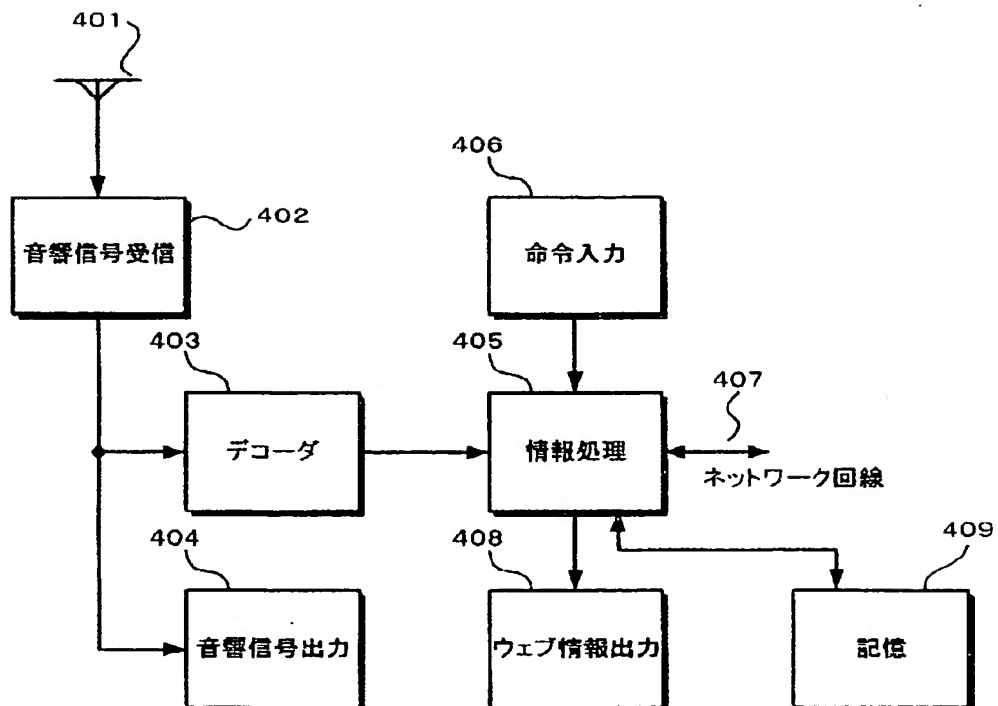 401
406
音響信号受信
402
命令入力
403
405
407
デコーダ
情報処理
ネットワーク回線
404
408
409
音響信号出力
ウェブ情報出力
記憶